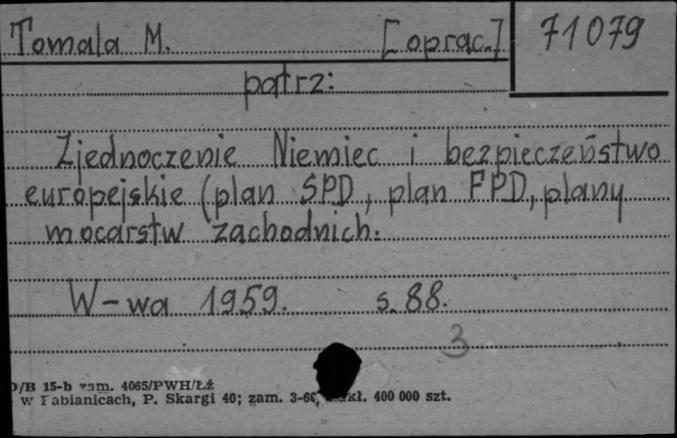 Tomala M. [oprac.] 71079
patrz:
Zjednoczenie Niemiec i bezpieczeństwo
europejskie (plan SPD, plan FPD, plany
mocarstw zachodnich.
W-wa 1959. s. 88.
3
D/B 15-b zam. 4065/PWH/Łź
w Pabianicach, P. Skargi 40; zam. 3-66, nakł. 400 000 szt.